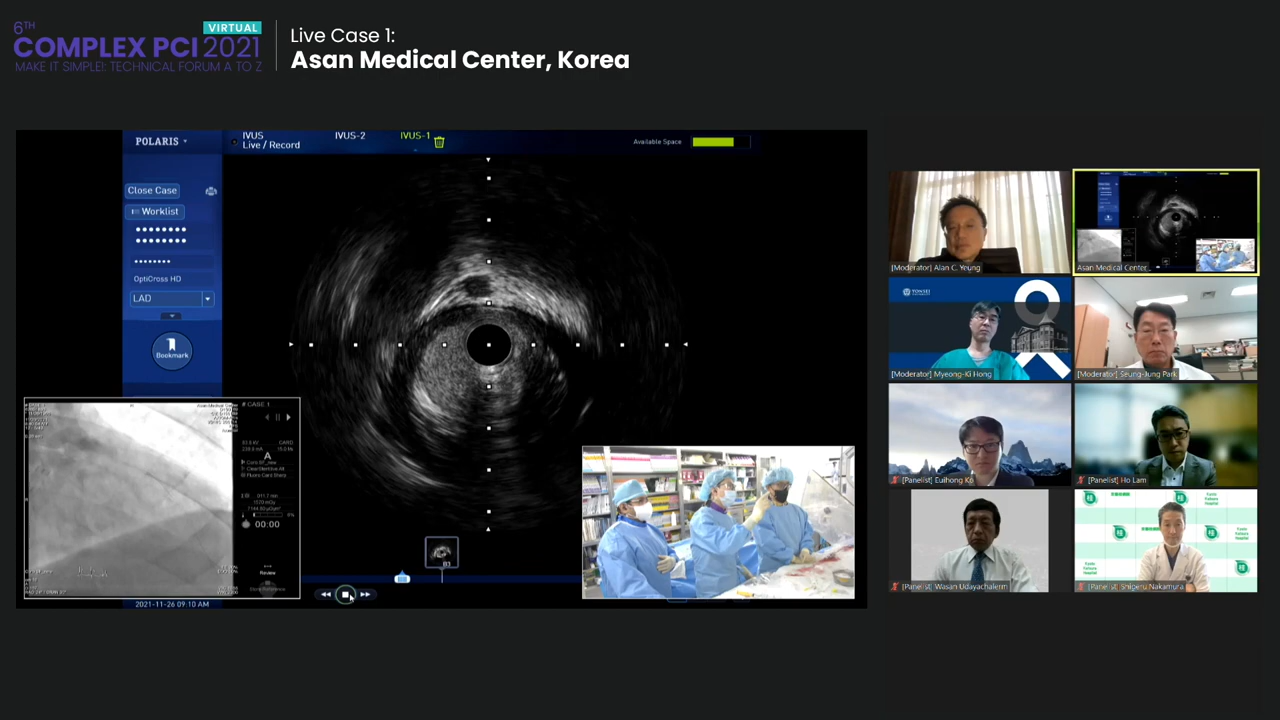 6TH
VIRTUAL
COMPLEX PCI 2021
MAKE IT SIMPLE!: TECHNICAL FORUM A TO Z
Live Case 1:
Asan Medical Center, Korea
POLARIS
IVUS
Live / Record
IVUS-2
IVUS-1
Available Space
Close Case
Worklist
OptiCross HD
LAD
Bookmark
# CASE 1
A
00:00
Review
83
2021-11-26 09:10 AM
[Moderator] Alan C. Yeung
Asan Medical Center
YONSEI
[Moderator] Myeong-Ki Hong
[Moderator] Seung-Jung Park
[Panelist] Euihong Ko
[Panelist] Ho Lam
[Panelist] Wasan Udayachalerm
[Panelist] Shigeru Nakamura